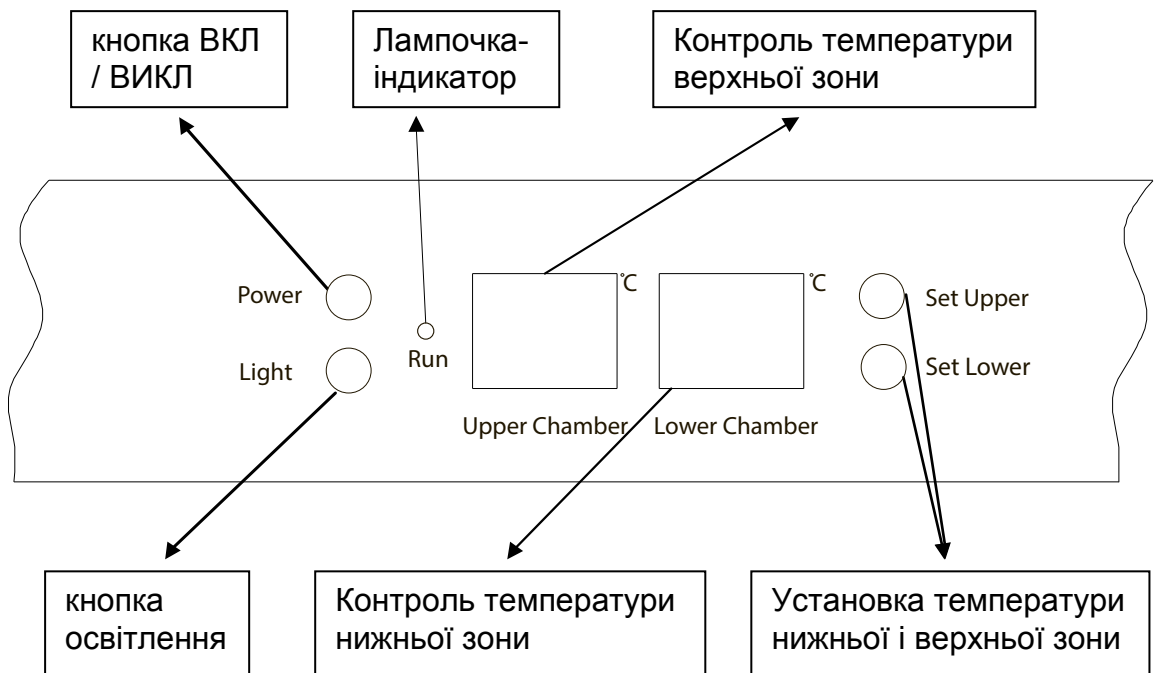 кнопка ВКЛ
/ ВИКЛ
Лампочка-
індикатор
Контроль температури
верхньої зони
Power
Light
Run
℃
Upper Chamber
℃
Lower Chamber
Set Upper
Set Lower
кнопка
освітлення
Контроль температури
нижньої зони
Установка температури
нижньої і верхньої зони